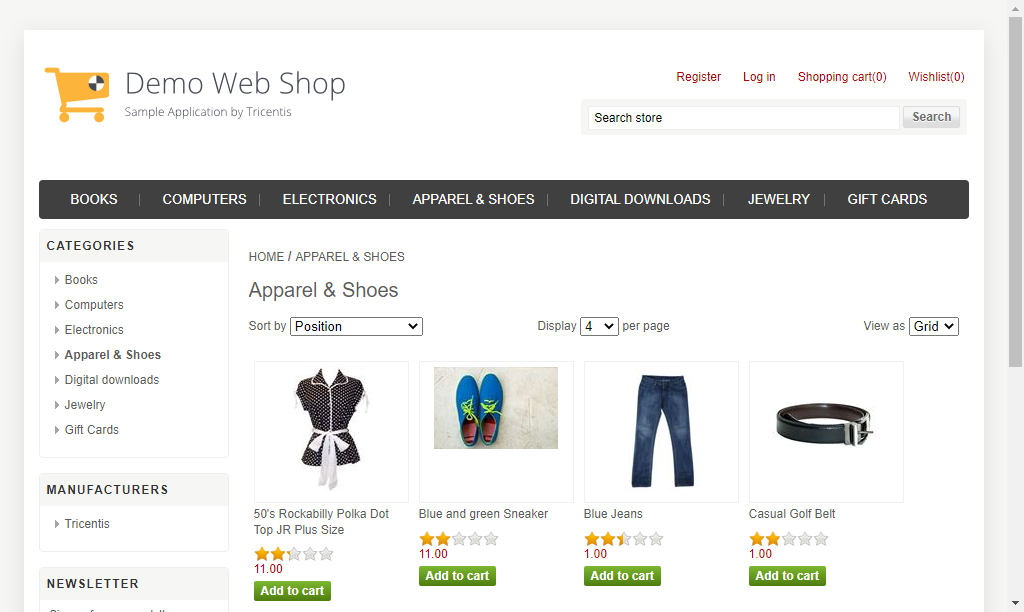 Demo Web Shop
Sample Application by Tricentis
Register Log in Shopping cart(0) Wishlist(0)
Search store Search
BOOKS COMPUTERS ELECTRONICS APPAREL & SHOES DIGITAL DOWNLOADS JEWELRY GIFT CARDS
CATEGORIES
Books
Computers
Electronics
Apparel & Shoes
Digital downloads
Jewelry
Gift Cards
MANUFACTURERS
Tricentis
NEWSLETTER
HOME / APPAREL & SHOES
Apparel & Shoes
Sort by Position Display 4 per page View as Grid
50's Rockabilly Polka Dot
Top JR Plus Size
11.00
Add to cart
Blue and green Sneaker
11.00
Add to cart
Blue Jeans
1.00
Add to cart
Casual Golf Belt
1.00
Add to cart